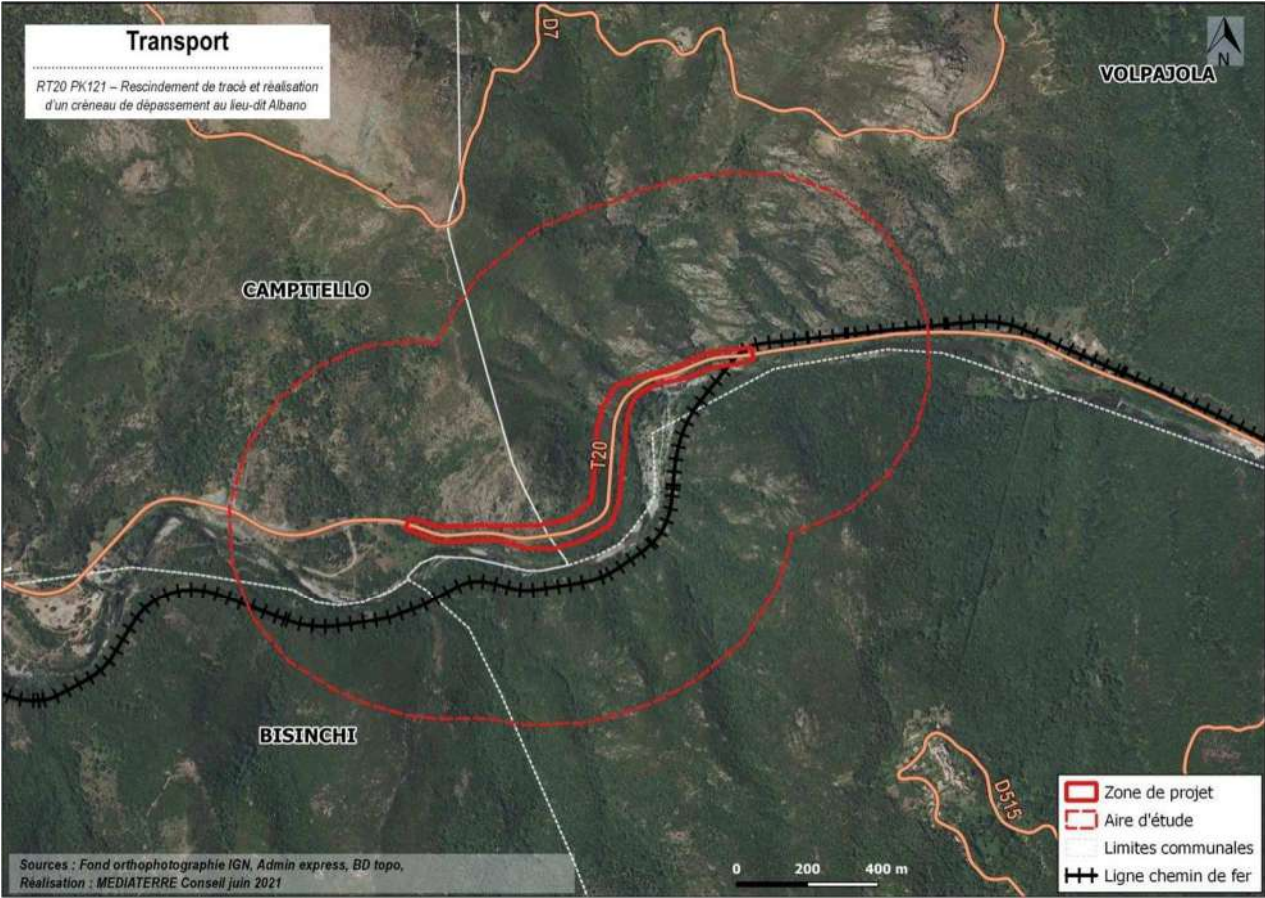 Transport
RT20 PK121 – Rescindement de tracè et réalisation
d'un crèneau de dépassement au lieu-dit Albano
D7
N
VOLPAJOLA
CAMPITELLO
T20
BISINCHI
D515
Zone de projet
Aire d'étude
Limites communales
Ligne chemin de fer
0 200 400 m
Sources : Fond orthophotographie IGN, Admin express, BD topo,
Réalisation : MEDIATERRE Conseil juin 2021